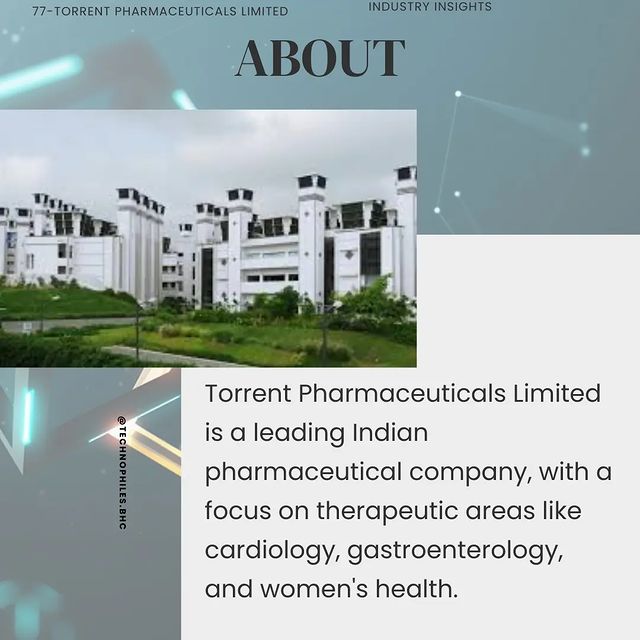 77-TORRENT PHARMACEUTICALS LIMITED
INDUSTRY INSIGHTS
ABOUT
Torrent Pharmaceuticals Limited
is a leading Indian
pharmaceutical company, with a
focus on therapeutic areas like
cardiology, gastroenterology,
and women's health.
@TECHNOPHILES.BHC